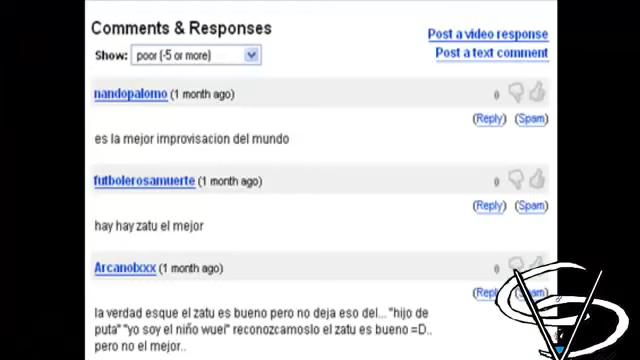 Comments & Responses
Post a video response
Show: poor (-5 or more)
Post a text comment
nandopalomo (1 month ago)
0
(Reply) (Spam)
es la mejor improvisacion del mundo
futbolerosamuerte (1 month ago)
0
(Reply) (Spam)
hay hay zatu el mejor
Arcanobxxx (1 month ago)
0
(Reply) (Spam)
la verdad esque el zatu es bueno pero no deja eso del... "hijo de
puta" "yo soy el niño wuei" reconozcamoslo el zatu es bueno =D..
pero no el mejor..